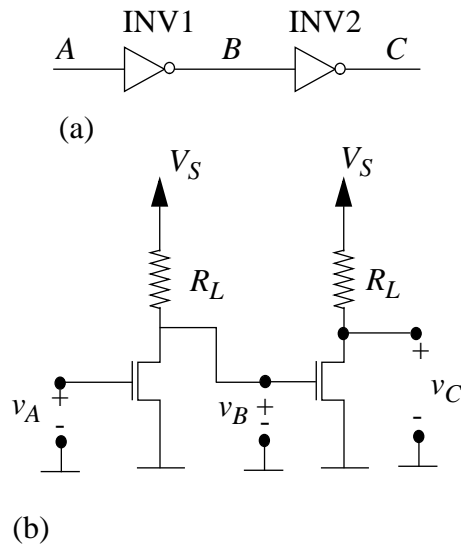 INV1 INV2
A B C
(a)
V_S V_S
R_L R_L
v_A + - v_B + - + - v_C
(b)